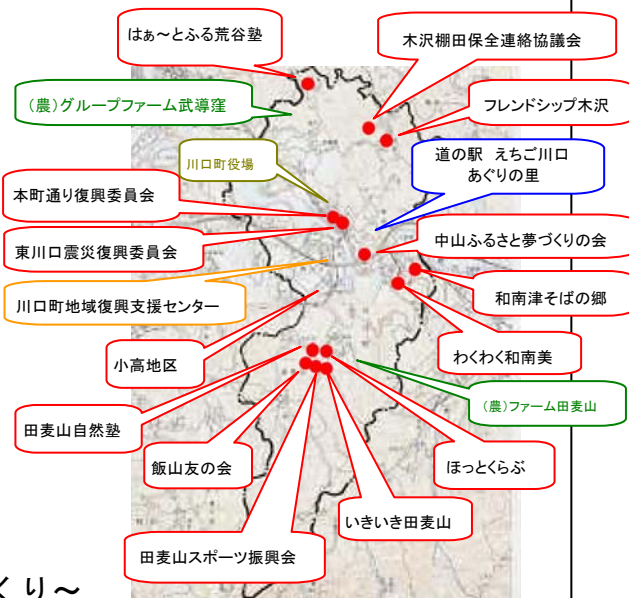 はぁ～とふる荒谷塾
木沢棚田保全連絡協議会
（農）グループファーム武導窪
フレンドシップ木沢
川口町役場
道の駅　えちご川口
あぐりの里
本町通り復興委員会
東川口震災復興委員会
中山ふるさと夢づくりの会
川口町地域復興支援センター
和南津そばの郷
小高地区
わくわく和南美
（農）ファーム田麦山
田麦山自然塾
飯山友の会
ほっとくらぶ
いきいき田麦山
田麦山スポーツ振興会
くり～